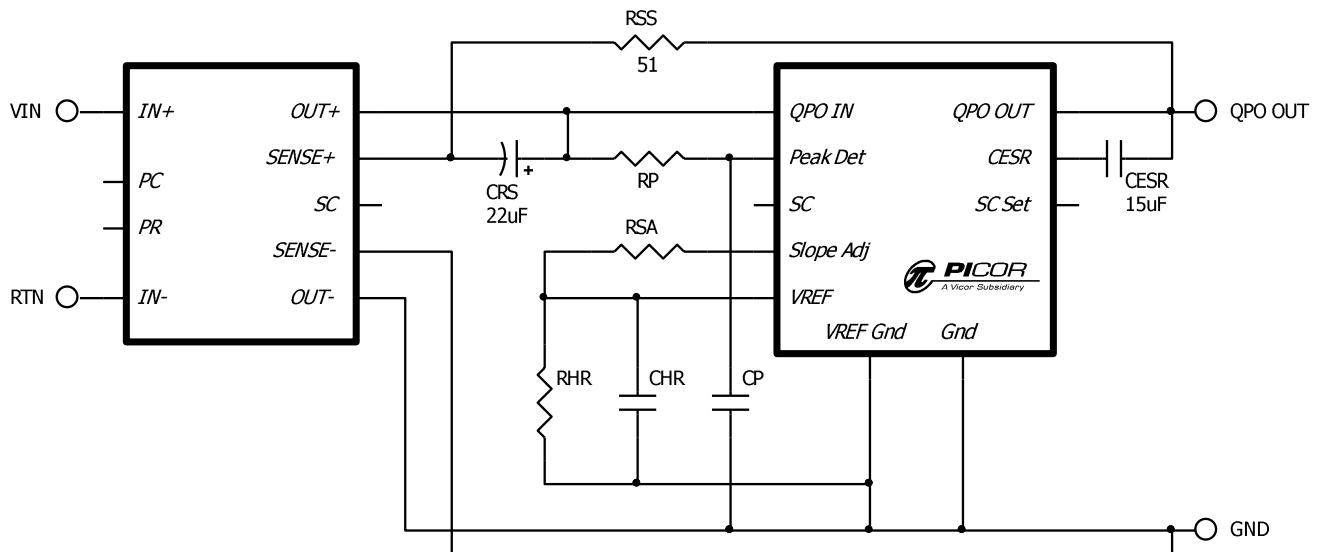 RSS
51
VIN
IN+
OUT+
QPO IN
QPO OUT
QPO OUT
SENSE+
Peak Det
CESR
RP
CRS
+
22uF
CESR
15uF
PC
SC
SC
SC Set
PR
RSA
SENSE-
Slope Adj
π PICOR
A Vicor Subsidiary
RTN
IN-
OUT-
VREF
VREF Gnd
Gnd
RHR
CHR
CP
GND